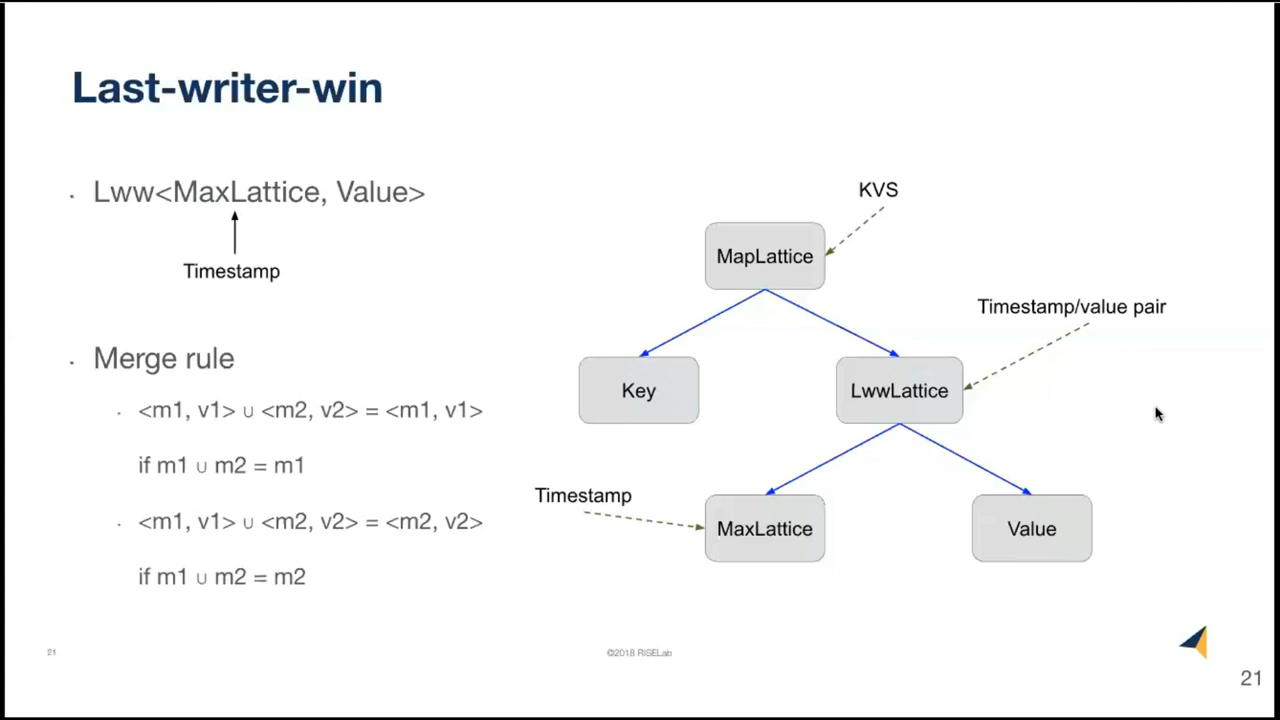 Last-writer-win
· Lww<MaxLattice, Value>
Timestamp
· Merge rule
· <m1, v1> ∪ <m2, v2> = <m1, v1>
if m1 ∪ m2 = m1
· <m1, v1> ∪ <m2, v2> = <m2, v2>
if m1 ∪ m2 = m2
KVS
MapLattice
Timestamp/value pair
Key
LwwLattice
Timestamp
MaxLattice
Value
21
©2018 RISELab
21